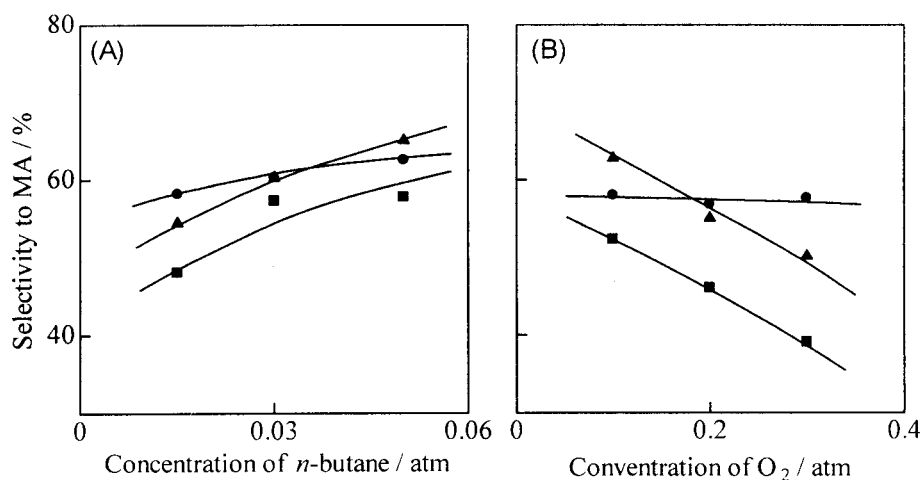 Selectivity to MA / %
80
60
40
(A)
0
0.03
0.06
Concentration of n-butane / atm
(B)
0
0.2
0.4
Conventration of O₂ / atm